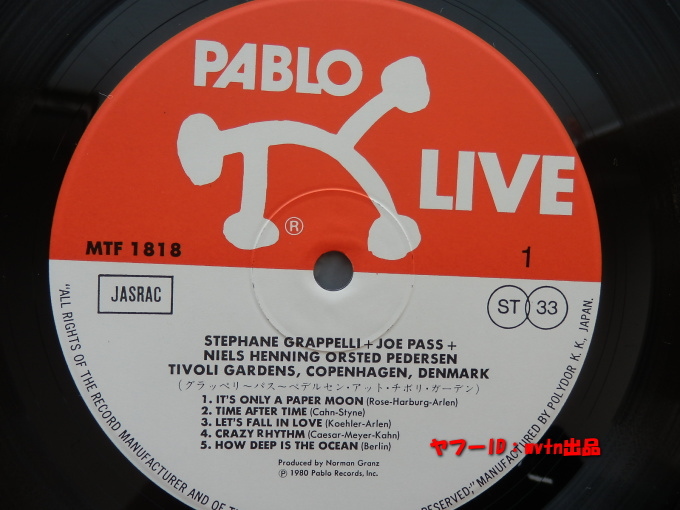 PABLO
LIVE
®
MTF 1818
1
JASRAC
ST 33
STEPHANE GRAPPELLI + JOE PASS +
NIELS HENNING ORSTED PEDERSEN
TIVOLI GARDENS, COPENHAGEN, DENMARK
(グラッペリ〜パス〜ペデルセン・アット・チボリ・ガーデン)
1. IT'S ONLY A PAPER MOON (Rose-Harburg-Arlen)
2. TIME AFTER TIME (Cahn-Styne)
3. LET'S FALL IN LOVE (Koehler-Arlen)
4. CRAZY RHYTHM (Caesar-Meyer-Kahn)
5. HOW DEEP IS THE OCEAN (Berlin)
Produced by Norman Granz
Ⓟ 1980 Pablo Records, Inc.
"ALL RIGHTS OF THE RECORD MANUFACTURER AND OF
RESERVED;" MANUFACTURED BY POLYDOR K. K., JAPAN.
ヤフーID：mvtn出品